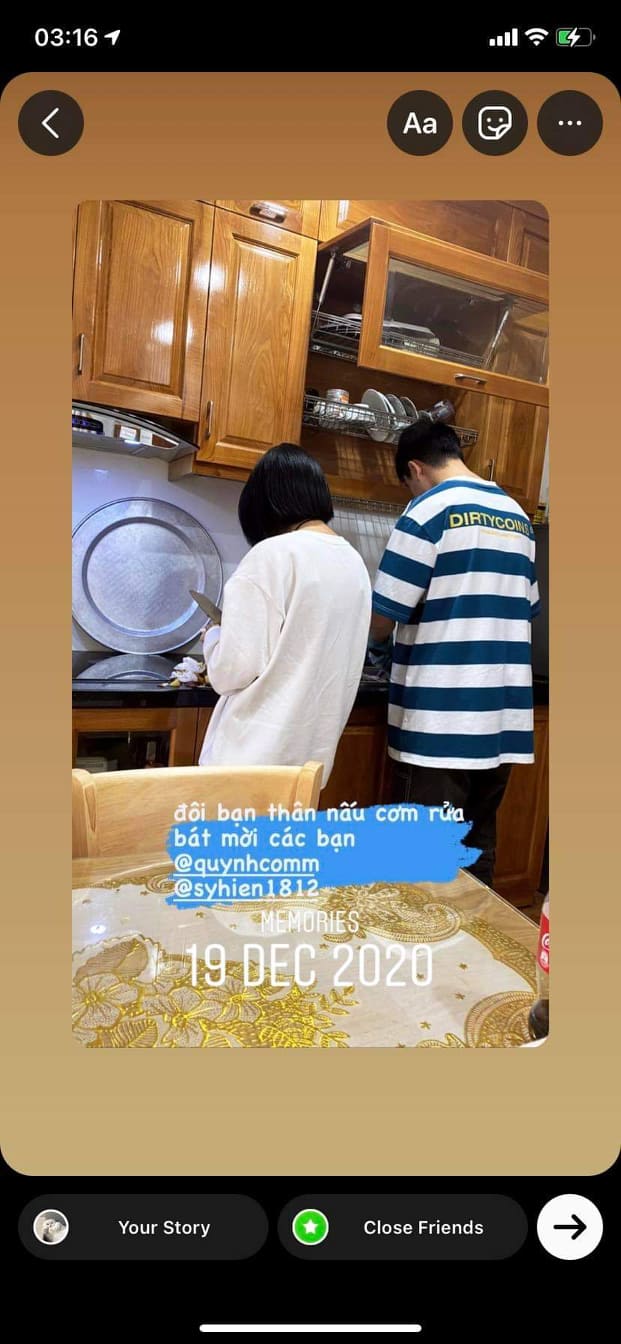 03:16
Aa
DIRTYCOINS
đôi bạn thân nấu cơm rửa
bát mời các bạn
@quynhcomm
@syhien1812
MEMORIES
19 DEC 2020
Your Story
Close Friends